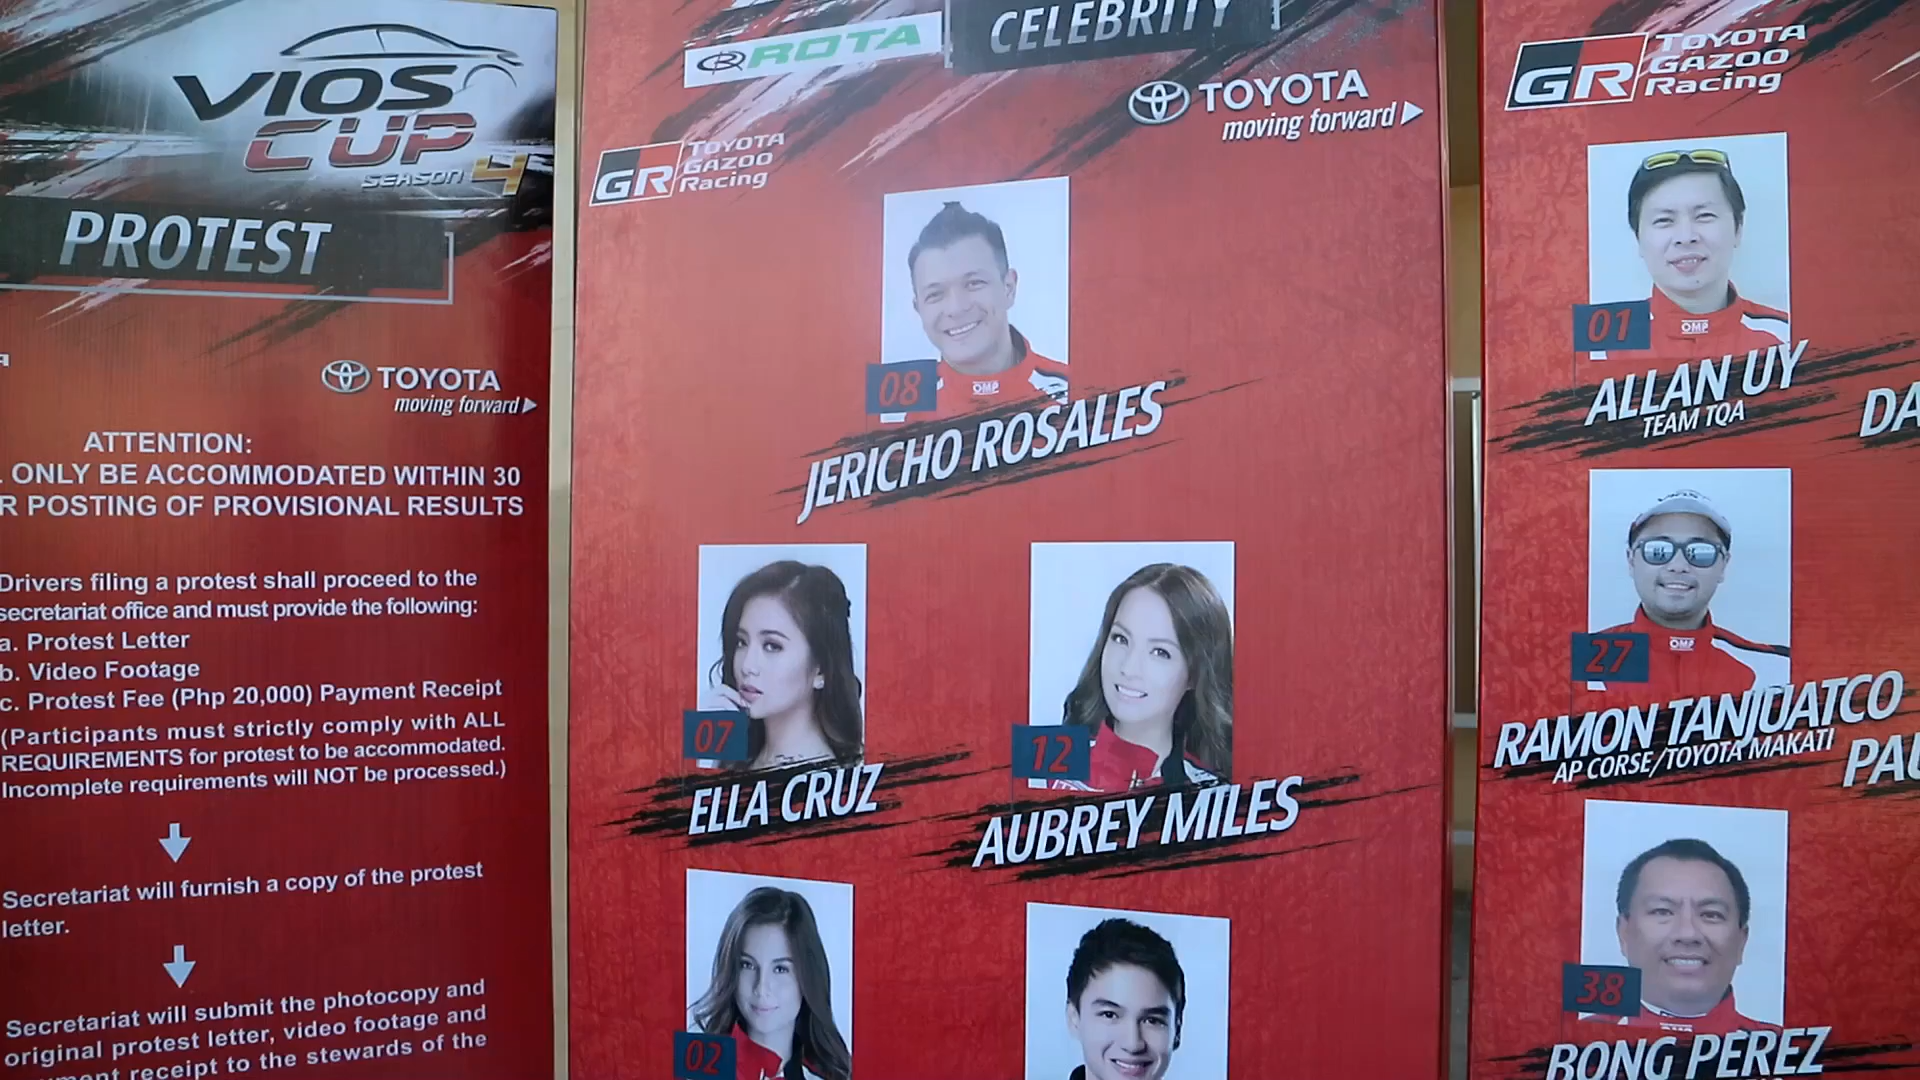 VIOS
CUP
SEASON 4
PROTEST
TOYOTA
moving forward
ATTENTION:
ONLY BE ACCOMMODATED WITHIN 30
R POSTING OF PROVISIONAL RESULTS
Drivers filing a protest shall proceed to the
secretariat office and must provide the following:
a. Protest Letter
b. Video Footage
c. Protest Fee (Php 20,000) Payment Receipt
(Participants must strictly comply with ALL
REQUIREMENTS for protest to be accommodated.
Incomplete requirements will NOT be processed.)
Secretariat will furnish a copy of the protest
letter.
Secretariat will submit the photocopy and
original protest letter, video footage and
receipt to the stewards of the
ROTA
CELEBRITY
TOYOTA
moving forward
GR TOYOTA
GAZOO
Racing
OMP
08
JERICHO ROSALES
07
ELLA CRUZ
12
AUBREY MILES
02
GR TOYOTA
GAZOO
Racing
OMP
01
ALLAN UY
TEAM TQA
DA
OMP
27
RAMON TANJUATCO
AP CORSE/TOYOTA MAKATI
PAU
38
BONG PEREZ